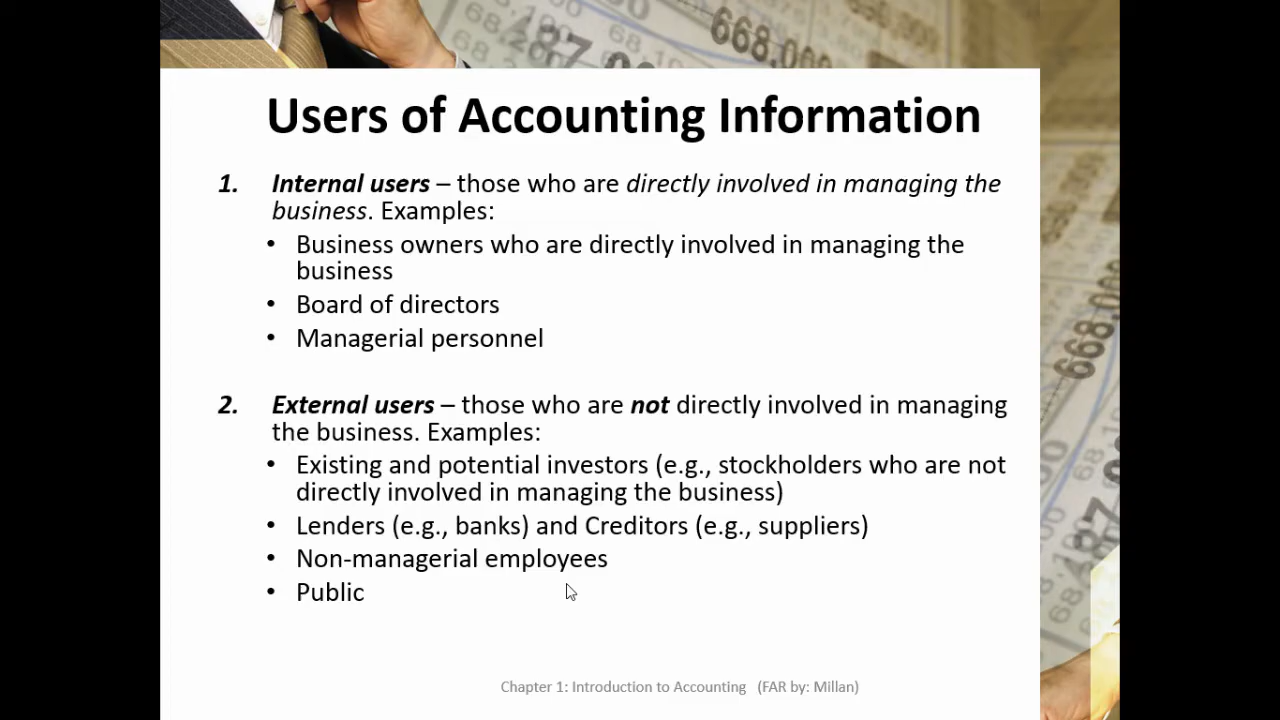 668,069
Users of Accounting Information
1. Internal users – those who are directly involved in managing the
business. Examples:
• Business owners who are directly involved in managing the
business
• Board of directors
• Managerial personnel
2. External users – those who are not directly involved in managing
the business. Examples:
• Existing and potential investors (e.g., stockholders who are not
directly involved in managing the business)
• Lenders (e.g., banks) and Creditors (e.g., suppliers)
• Non-managerial employees
• Public
Chapter 1: Introduction to Accounting (FAR by: Millan)